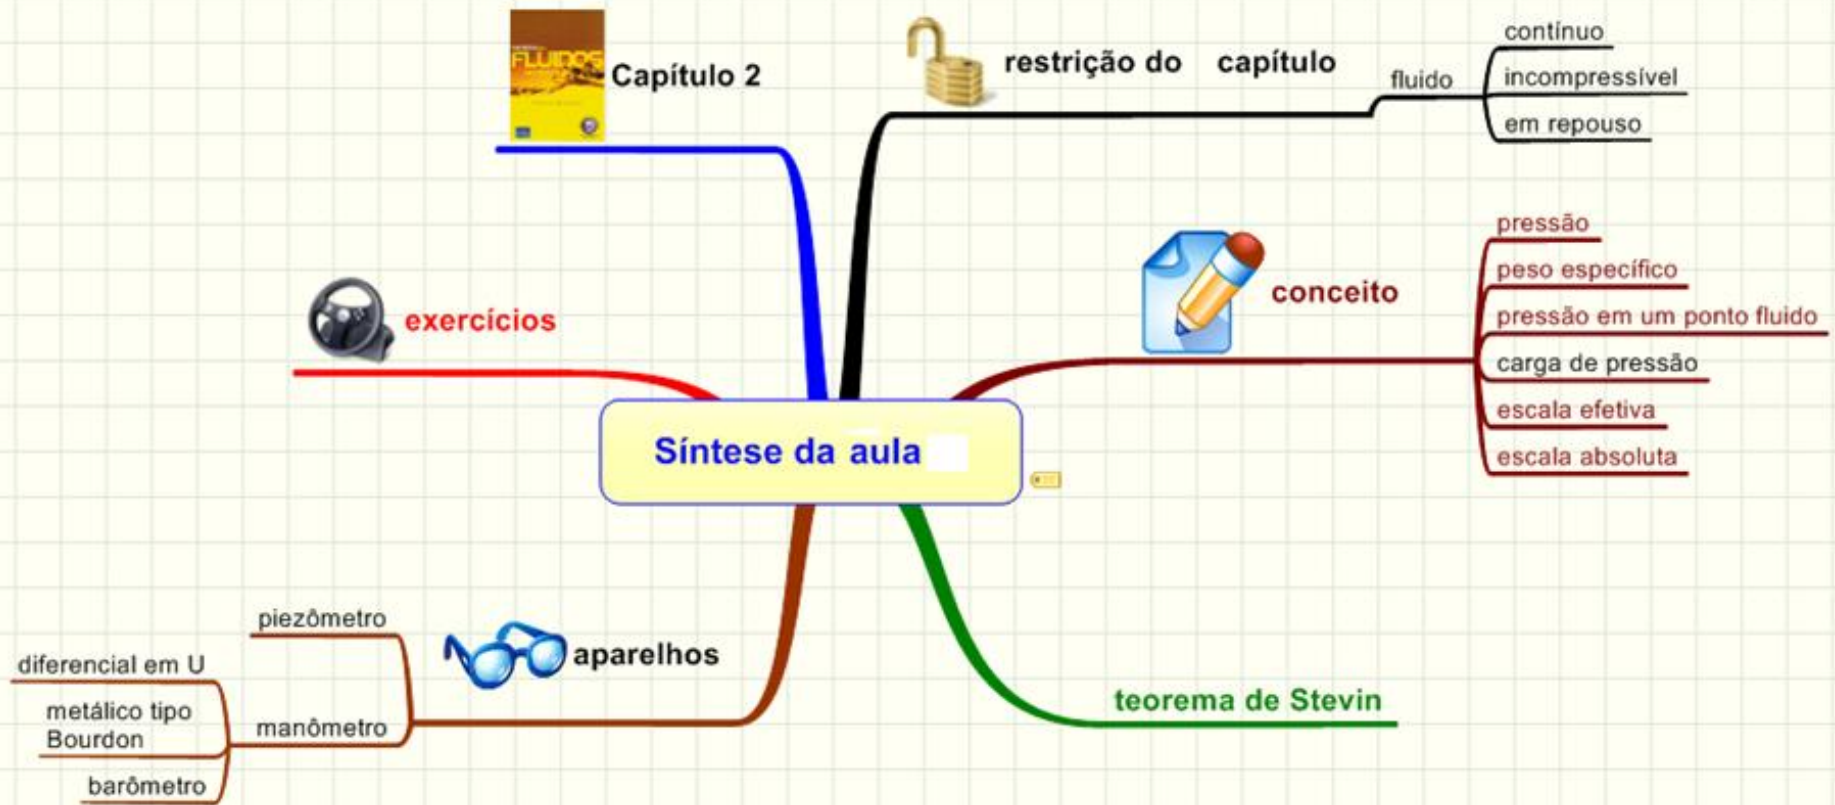 FLUIDOS
Capítulo 2
restrição do capítulo
fluido
contínuo
incompressível
em repouso
conceito
pressão
peso específico
pressão em um ponto fluido
carga de pressão
escala efetiva
escala absoluta
exercícios
Síntese da aula
aparelhos
piezômetro
manômetro
diferencial em U
metálico tipo
Bourdon
barômetro
teorema de Stevin